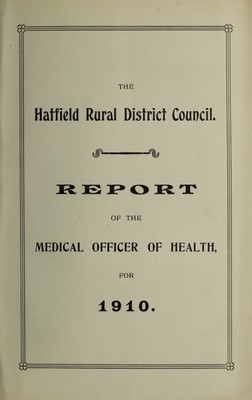 THE
Hatfield Rural District Council.
REPORT
OF THE
MEDICAL OFFICER OF HEALTH,
FOR
1910.